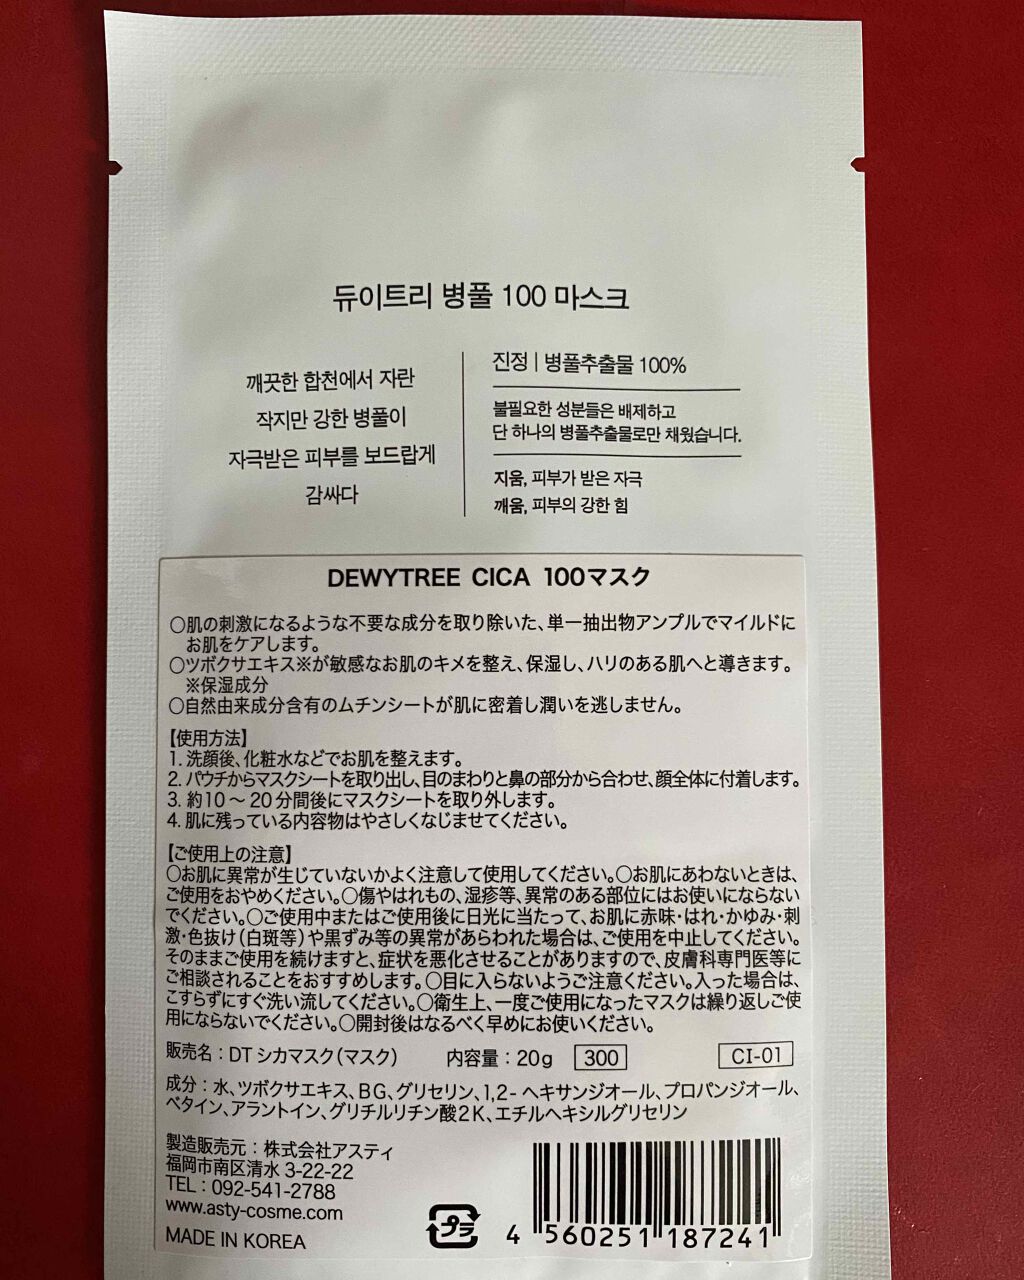 듀이트리 병풀 100 마스크
깨끗한 합천에서 자란
작지만 강한 병풀이
자극받은 피부를 보드랍게
감싸다
진정 | 병풀추출물 100%
불필요한 성분들은 배제하고
단 하나의 병풀추출물로만 채웠습니다.
지움, 피부가 받은 자극
깨움, 피부의 강한 힘
DEWYTREE CICA 100マスク
○肌の刺激になるような不要な成分を取り除いた、単一抽出物アンプルでマイルドに
お肌をケアします。
○ツボクサエキス※が敏感なお肌のキメを整え、保湿し、ハリのある肌へと導きます。
※保湿成分
○自然由来成分含有のムチンシートが肌に密着し潤いを逃しません。
【使用方法】
1. 洗顔後、化粧水などでお肌を整えます。
2. パウチからマスクシートを取り出し、目のまわりと鼻の部分から合わせ、顔全体に付着します。
3. 約10～20分間後にマスクシートを取り外します。
4. 肌に残っている内容物はやさしくなじませてください。
【ご使用上の注意】
○お肌に異常が生じていないかよく注意して使用してください。○お肌にあわないときは、
ご使用をおやめください。○傷やはれもの、湿疹等、異常のある部位にはお使いにならない
でください。○ご使用中またはご使用後に日光に当たって、お肌に赤味・はれ・かゆみ・刺
激・色抜け(白斑等)や黒ずみ等の異常があらわれた場合は、ご使用を中止してください。
そのままご使用を続けますと、症状を悪化させることがありますので、皮膚科専門医等に
ご相談されることをおすすめします。○目に入らないようご注意ください。入った場合は、
こすらずにすぐ洗い流してください。○衛生上、一度ご使用になったマスクは繰り返しご使
用にならないでください。○開封後はなるべく早めにお使いください。
販売名：DT シカマスク(マスク) 内容量：20g 300 CI-01
成分：水、ツボクサエキス、BG、グリセリン、1,2-ヘキサンジオール、プロパンジオール、
ベタイン、アラントイン、グリチルリチン酸2K、エチルヘキシルグリセリン
製造販売元：株式会社アスティ
福岡市南区清水 3-22-22
TEL：092-541-2788
www.asty-cosme.com
MADE IN KOREA
プラ
4 560251 187241